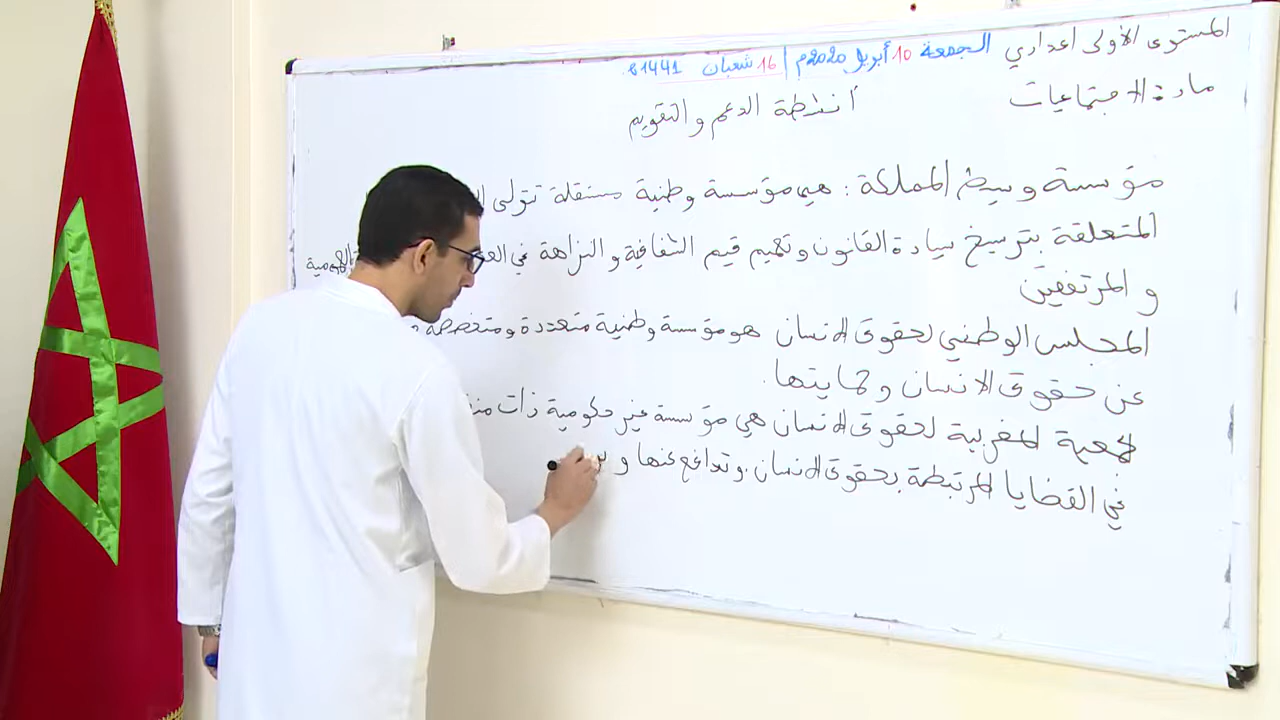 المستوى الأولى اعدادي الجمعة 10 أبريل 2020م | 16 شعبان 1441ه
مادة الاجتماعيات
أنشطة الدعم والتقويم
مؤسسة وسيط المملكة : هي مؤسسة وطنية مستقلة تتولى
المتعلقة بترسيخ سيادة القانون وتعميم قيم الشفافية والنزاهة في العمومية
و المرتفقين
المجلس الوطني لحقوق الانسان هو مؤسسة وطنية متعددة ومتخصصة
عن حقوق الانسان وحمايتها.
الجمعية المغربية لحقوق الانسان هي مؤسسة غير حكومية ذات
في القضايا المرتبطة بحقوق الانسان. وتدافع عنها و